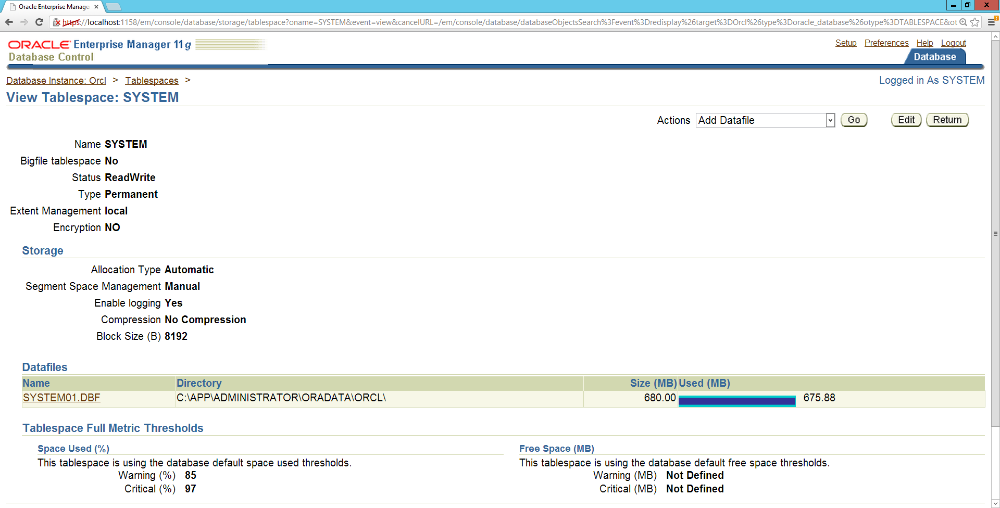 Oracle Enterprise Manage
https://localhost:1158/em/console/database/storage/tablespace?oname=SYSTEM&event=view&cancelURL=/em/console/database/databaseObjectsSearch%3Fevent%3Dredisplay%26target%3DOrcl%26type%3Doracle_database%26otype%3DTABLESPACE&ot
ORACLE Enterprise Manager 11g
Database Control
Setup Preferences Help Logout
Database
Database Instance: Orcl > Tablespaces >
Logged in As SYSTEM
View Tablespace: SYSTEM
Actions Add Datafile Go Edit Return
Name SYSTEM
Bigfile tablespace No
Status ReadWrite
Type Permanent
Extent Management local
Encryption NO
Storage
Allocation Type Automatic
Segment Space Management Manual
Enable logging Yes
Compression No Compression
Block Size (B) 8192
Datafiles
Name Directory Size (MB) Used (MB)
SYSTEM01.DBF C:\APP\ADMINISTRATOR\ORADATA\ORCL\ 680.00 675.88
Tablespace Full Metric Thresholds
Space Used (%)
This tablespace is using the database default space used thresholds.
Warning (%) 85
Critical (%) 97
Free Space (MB)
This tablespace is using the database default free space thresholds.
Warning (MB) Not Defined
Critical (MB) Not Defined